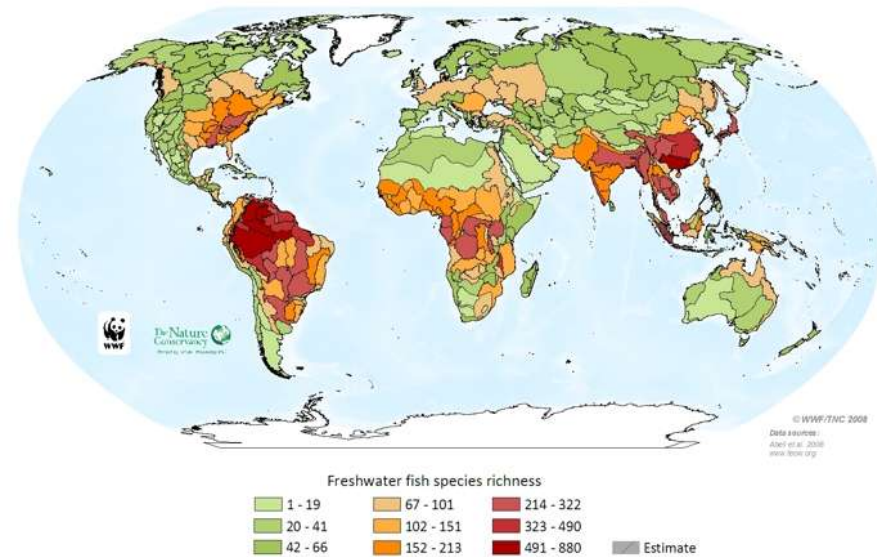 WWF
The Nature
Conservancy
© WWF/TNC 2008
Data sources:
Abell et al. 2008
www.feow.org
Freshwater fish species richness
1 - 19
67 - 101
214 - 322
20 - 41
102 - 151
323 - 490
42 - 66
152 - 213
491 - 880
Estimate